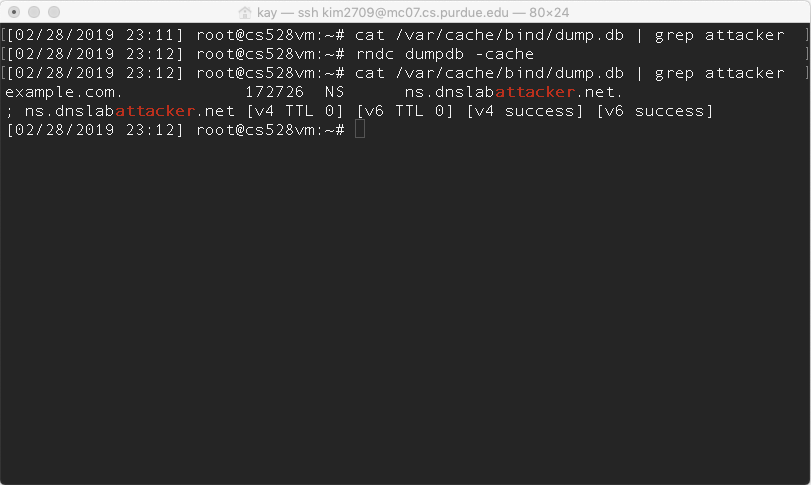 kay — ssh kim2709@mc07.cs.purdue.edu — 80×24
[[02/28/2019 23:11] root@cs528vm:~# cat /var/cache/bind/dump.db | grep attacker ]
[[02/28/2019 23:12] root@cs528vm:~# rndc dumpdb -cache ]
[[02/28/2019 23:12] root@cs528vm:~# cat /var/cache/bind/dump.db | grep attacker ]
example.com. 172726 NS ns.dnslabattacker.net.
; ns.dnslabattacker.net [v4 TTL 0] [v6 TTL 0] [v4 success] [v6 success]
[02/28/2019 23:12] root@cs528vm:~#